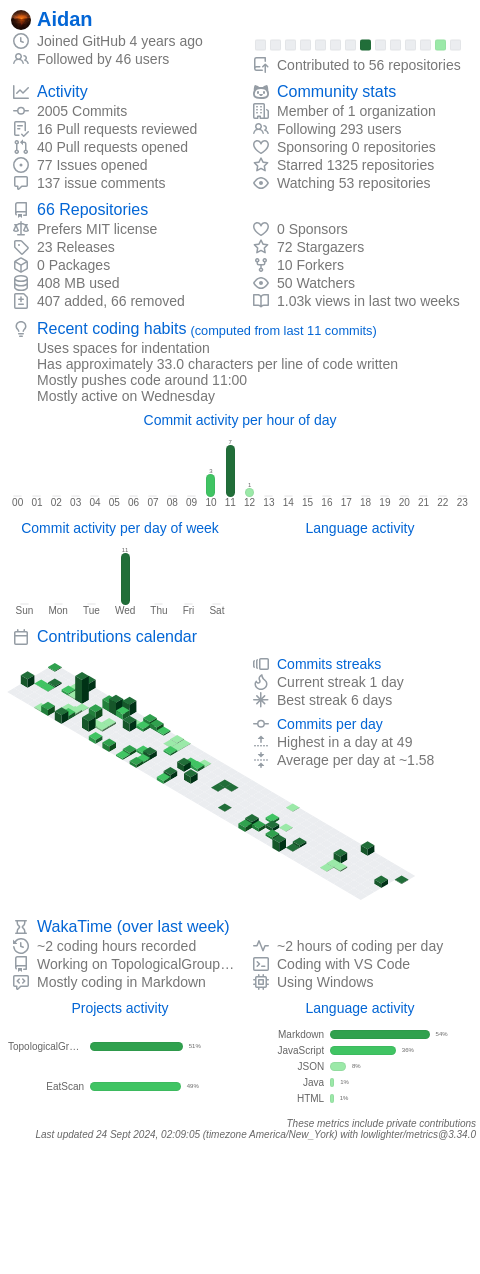 Aidan
Joined GitHub 4 years ago
Followed by 46 users
Contributed to 56 repositories
Activity
2005 Commits
16 Pull requests reviewed
40 Pull requests opened
77 Issues opened
137 issue comments
Community stats
Member of 1 organization
Following 293 users
Sponsoring 0 repositories
Starred 1325 repositories
Watching 53 repositories
66 Repositories
Prefers MIT license
23 Releases
0 Packages
408 MB used
407 added, 66 removed
0 Sponsors
72 Stargazers
10 Forkers
50 Watchers
1.03k views in last two weeks
Recent coding habits (computed from last 11 commits)
Uses spaces for indentation
Has approximately 33.0 characters per line of code written
Mostly pushes code around 11:00
Mostly active on Wednesday
Commit activity per hour of day
3 7 1
00 01 02 03 04 05 06 07 08 09 10 11 12 13 14 15 16 17 18 19 20 21 22 23
Commit activity per day of week
11
Sun Mon Tue Wed Thu Fri Sat
Language activity
Contributions calendar
Commits streaks
Current streak 1 day
Best streak 6 days
Commits per day
Highest in a day at 49
Average per day at ~1.58
WakaTime (over last week)
~2 coding hours recorded
Working on TopologicalGroup…
Mostly coding in Markdown
~2 hours of coding per day
Coding with VS Code
Using Windows
Projects activity
TopologicalGr… 51%
EatScan 49%
Language activity
Markdown 54%
JavaScript 36%
JSON 8%
Java 1%
HTML 1%
These metrics include private contributions
Last updated 24 Sept 2024, 02:09:05 (timezone America/New_York) with lowlighter/metrics@3.34.0